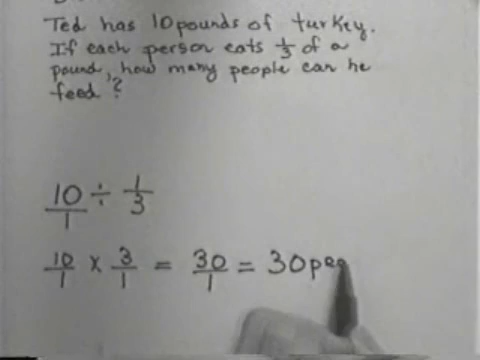 Ted has 10 pounds of turkey.
If each person eats 1/3 of a
pound, how many people can he
feed?
10/1 ÷ 1/3
10/1 × 3/1 = 30/1 = 30 peo